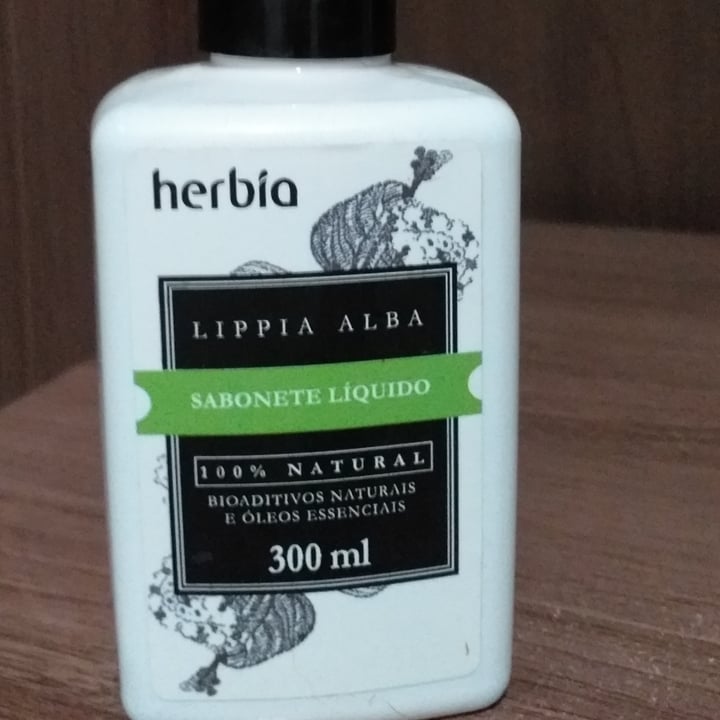 herbia
LIPPIA ALBA
SABONETE LÍQUIDO
100% NATURAL
BIOADITIVOS NATURAIS
E ÓLEOS ESSENCIAIS
300 ml